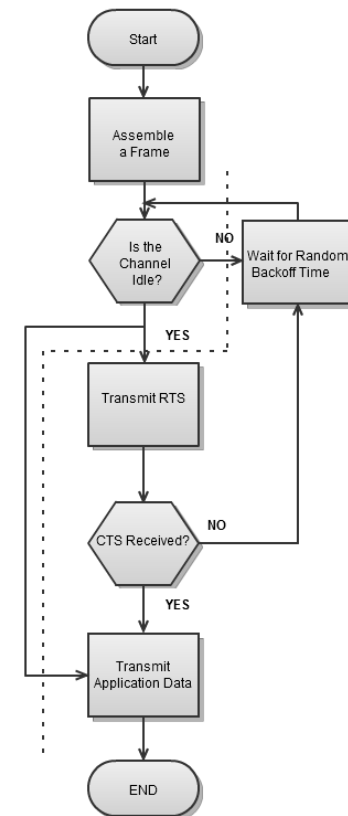 Start
Assemble
a Frame
Is the
Channel
Idle?
NO
Wait for Random
Backoff Time
YES
Transmit RTS
CTS Received?
NO
YES
Transmit
Application Data
END